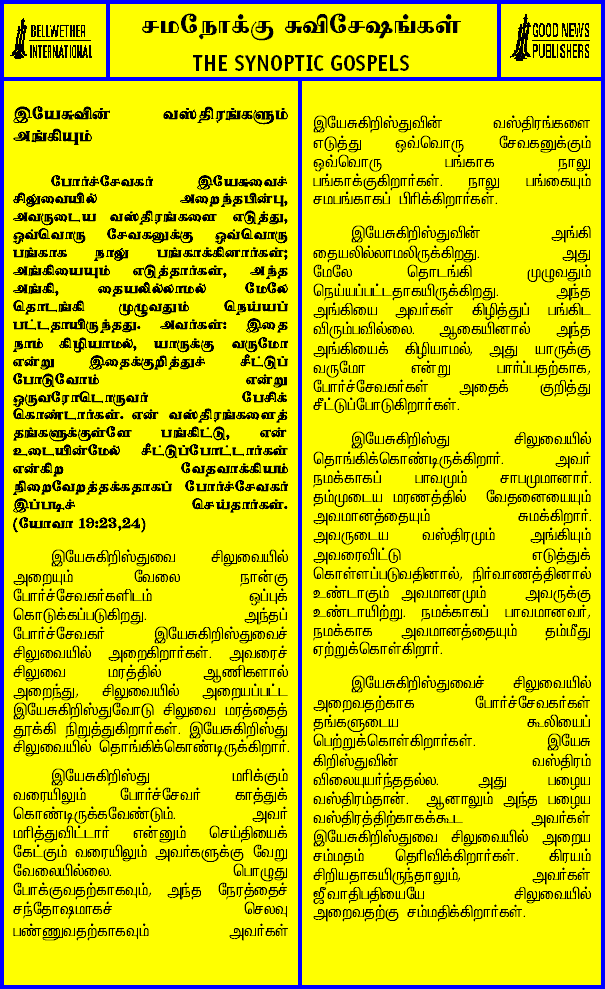 BELLWETHER
INTERNATIONAL
சமநோக்கு சுவிசேஷங்கள்
THE SYNOPTIC GOSPELS
GOOD NEWS
PUBLISHERS
இயேசுவின் வஸ்திரங்களும்
அங்கியும்
போர்ச்சேவகர் இயேசுவைச்
சிலுவையில் அறைந்தபின்பு,
அவருடைய வஸ்திரங்களை எடுத்து,
ஒவ்வொரு சேவகனுக்கு ஒவ்வொரு
பங்காக நாலு பங்காக்கினார்கள்;
அங்கியையும் எடுத்தார்கள், அந்த
அங்கி, தையலில்லாமல் மேலே
தொடங்கி முழுவதும் நெய்யப்
பட்டதாயிருந்தது. அவர்கள்: இதை
நாம் கிழியாமல், யாருக்கு வருமோ
என்று இதைக்குறித்துச் சீட்டுப்
போடுவோம் என்று
ஒருவரோடொருவர் பேசிக்
கொண்டார்கள். என் வஸ்திரங்களைத்
தங்களுக்குள்ளே பங்கிட்டு, என்
உடையின்மேல் சீட்டுப்போட்டார்கள்
என்கிற வேதவாக்கியம்
நிறைவேறத்தக்கதாகப் போர்ச்சேவகர்
இப்படிச் செய்தார்கள்.
(யோவா 19:23,24)
இயேசுகிறிஸ்துவை சிலுவையில்
அறையும் வேலை நான்கு
போர்ச்சேவகர்களிடம் ஒப்புக்
கொடுக்கப்படுகிறது. அந்தப்
போர்ச்சேவகர் இயேசுகிறிஸ்துவைச்
சிலுவையில் அறைகிறார்கள். அவரைச்
சிலுவை மரத்தில் ஆணிகளால்
அறைந்து, சிலுவையில் அறையப்பட்ட
இயேசுகிறிஸ்துவோடு சிலுவை மரத்தைத்
தூக்கி நிறுத்துகிறார்கள். இயேசுகிறிஸ்து
சிலுவையில் தொங்கிக்கொண்டிருக்கிறார்.
இயேசுகிறிஸ்து மரிக்கும்
வரையிலும் போர்ச்சேவர் காத்துக்
கொண்டிருக்கவேண்டும். அவர்
மரித்துவிட்டார் என்னும் செய்தியைக்
கேட்கும் வரையிலும் அவர்களுக்கு வேறு
வேலையில்லை. பொழுது
போக்குவதற்காகவும், அந்த நேரத்தைச்
சந்தோஷமாகச் செலவு
பண்ணுவதற்காகவும் அவர்கள்
இயேசுகிறிஸ்துவின் வஸ்திரங்களை
எடுத்து ஒவ்வொரு சேவகனுக்கும்
ஒவ்வொரு பங்காக நாலு
பங்காக்குகிறார்கள். நாலு பங்கையும்
சமபங்காகப் பிரிக்கிறார்கள்.
இயேசுகிறிஸ்துவின் அங்கி
தையலில்லாமலிருக்கிறது. அது
மேலே தொடங்கி முழுவதும்
நெய்யப்பட்டதாகயிருக்கிறது. அந்த
அங்கியை அவர்கள் கிழித்துப் பங்கிட
விரும்பவில்லை. ஆகையினால் அந்த
அங்கியைக் கிழியாமல், அது யாருக்கு
வருமோ என்று பார்ப்பதற்காக,
போர்ச்சேவர்கள் அதைக் குறித்து
சீட்டுப்போடுகிறார்கள்.
இயேசுகிறிஸ்து சிலுவையில்
தொங்கிக்கொண்டிருக்கிறார். அவர்
நமக்காகப் பாவமும் சாபமுமானார்.
தம்முடைய மரணத்தில் வேதனையையும்
அவமானத்தையும் சுமக்கிறார்.
அவருடைய வஸ்திரமும் அங்கியும்
அவரைவிட்டு எடுத்துக்
கொள்ளப்படுவதினால், நிர்வாணத்தினால்
உண்டாகும் அவமானமும் அவருக்கு
உண்டாயிற்று. நமக்காகப் பாவமானவர்,
நமக்காக அவமானத்தையும் தம்மீது
ஏற்றுக்கொள்கிறார்.
இயேசுகிறிஸ்துவைச் சிலுவையில்
அறைவதற்காக போர்ச்சேவகர்கள்
தங்களுடைய கூலியைப்
பெற்றுக்கொள்கிறார்கள். இயேசு
கிறிஸ்துவின் வஸ்திரம்
விலையுயர்ந்ததல்ல. அது பழைய
வஸ்திரம்தான். ஆனாலும் அந்த பழைய
வஸ்திரத்திற்காகக்கூட அவர்கள்
இயேசுகிறிஸ்துவை சிலுவையில் அறைய
சம்மதம் தெரிவிக்கிறார்கள். கிரயம்
சிறியதாகயிருந்தாலும், அவர்கள்
ஜீவாதிபதியையே சிலுவையில்
அறைவதற்கு சம்மதிக்கிறார்கள்.